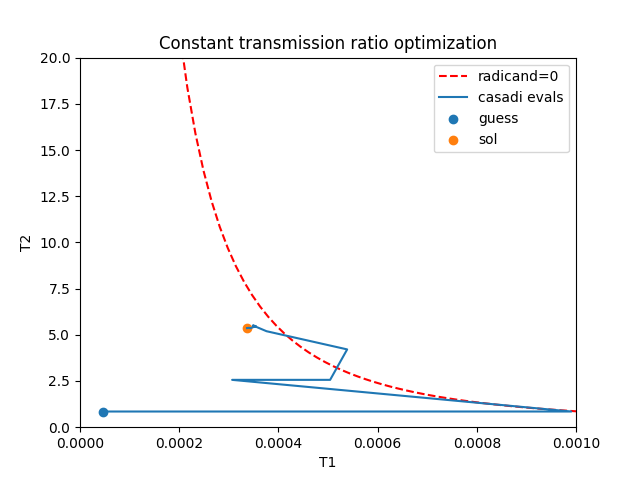 Constant transmission ratio optimization
radicand=0
casadi evals
guess
sol
20.0
17.5
15.0
12.5
10.0
7.5
5.0
2.5
0.0
T2
0.0000 0.0002 0.0004 0.0006 0.0008 0.0010
T1